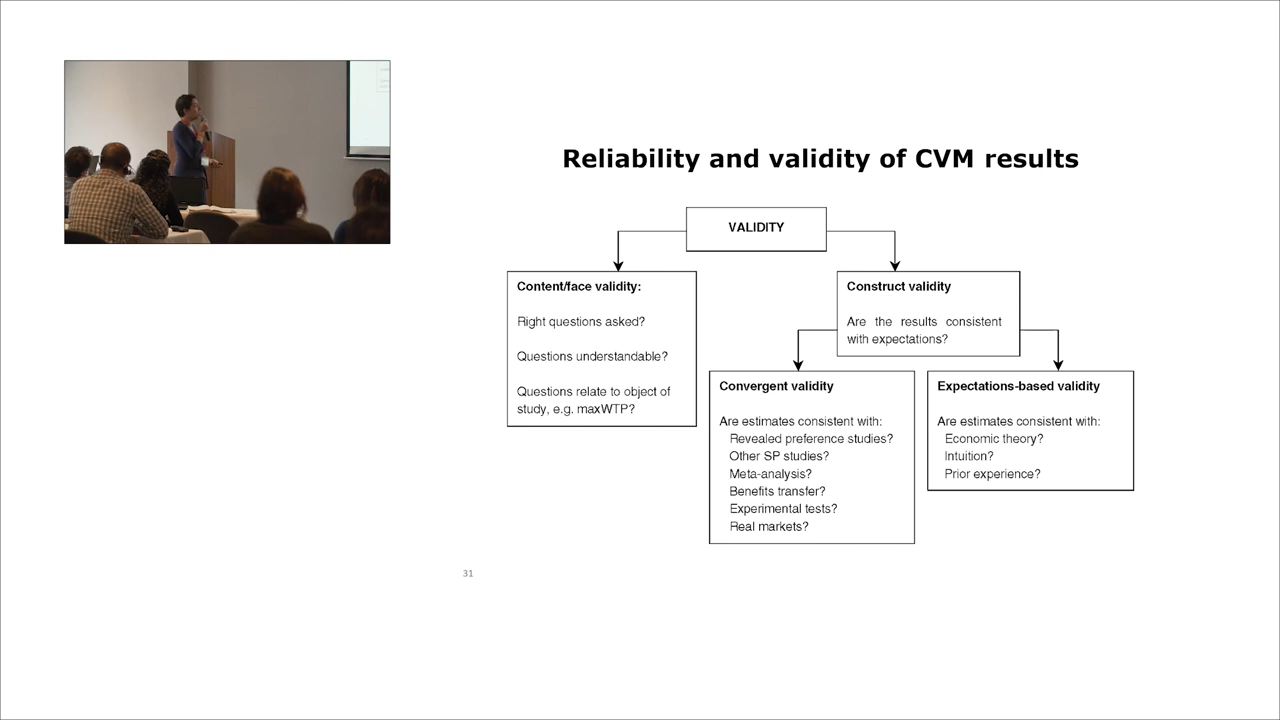 Reliability and validity of CVM results
VALIDITY
Content/face validity:
Right questions asked?
Questions understandable?
Questions relate to object of
study, e.g. maxWTP?
Construct validity
Are the results consistent
with expectations?
Convergent validity
Are estimates consistent with:
Revealed preference studies?
Other SP studies?
Meta-analysis?
Benefits transfer?
Experimental tests?
Real markets?
Expectations-based validity
Are estimates consistent with:
Economic theory?
Intuition?
Prior experience?
31